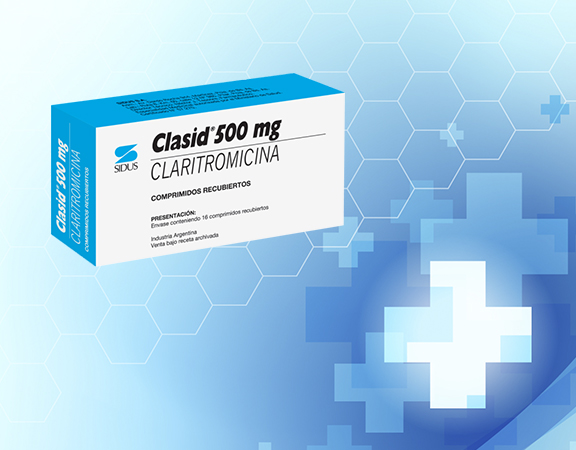 Clasid® 500 mg
CLARITROMICINA
SIDUS
COMPRIMIDOS RECUBIERTOS
PRESENTACIÓN:
Envase conteniendo 16 comprimidos recubiertos
Industria Argentina
Venta bajo receta archivada
Clasid® 500 mg
CLARITROMICINA
COMPRIMIDOS RECUBIERTOS
SIDUS S.A.